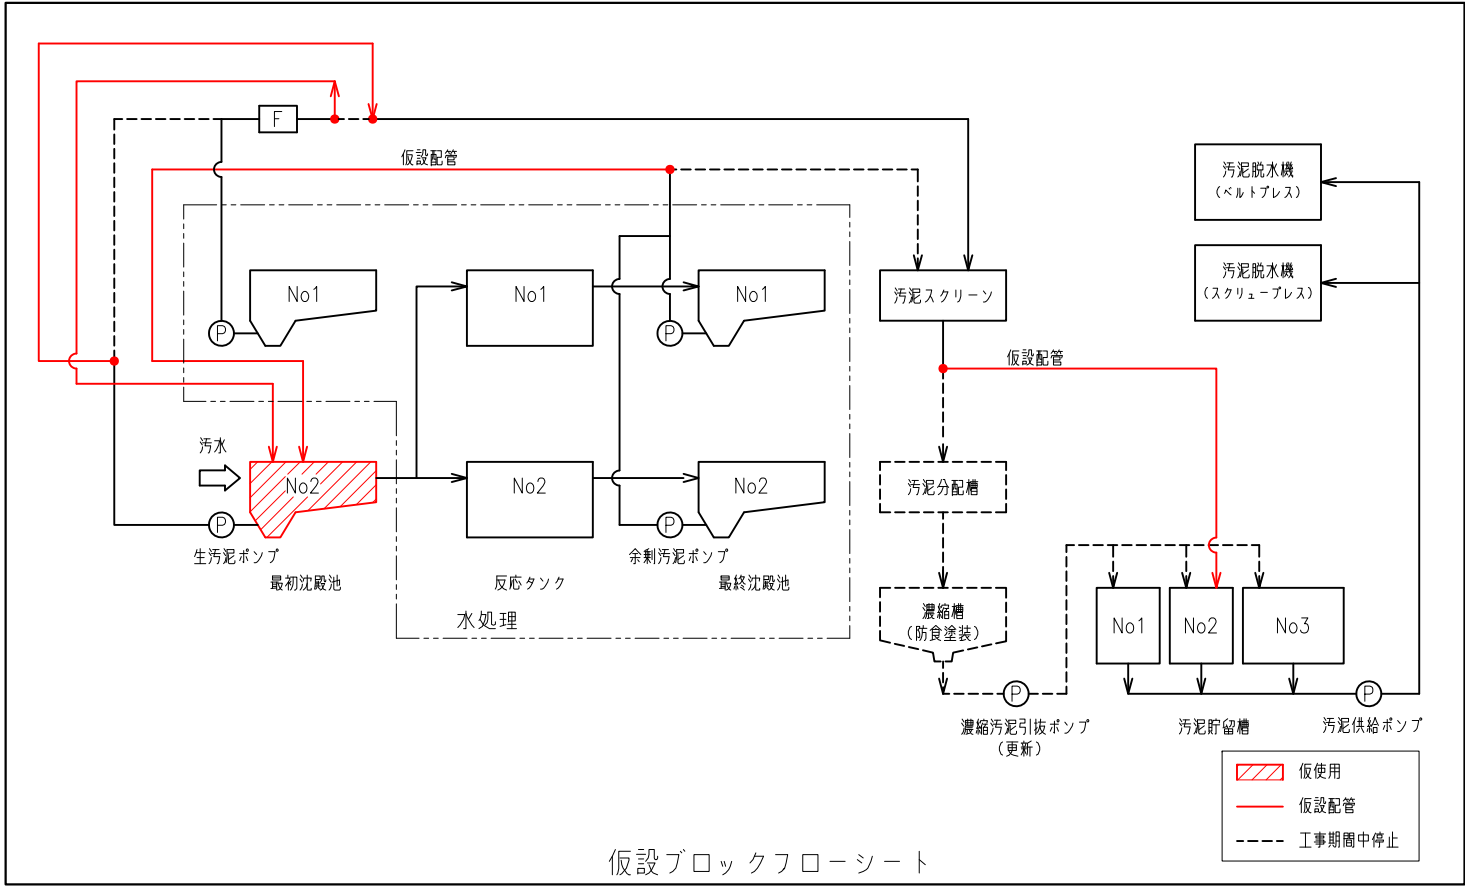 F
仮設配管
汚泥脱水機
(ベルトプレス)
汚泥脱水機
(スクリュープレス)
No1
No1
No1
汚泥スクリーン
P
P
仮設配管
汚水
No2
No2
No2
汚泥分配槽
P
P
生汚泥ポンプ
余剰汚泥ポンプ
最初沈殿池
反応タンク
最終沈殿池
水処理
濃縮槽
(防食塗装)
No1
No2
No3
P
P
濃縮汚泥引抜ポンプ
(更新)
汚泥貯留槽
汚泥供給ポンプ
仮使用
仮設配管
工事期間中停止
仮設ブロックフローシート